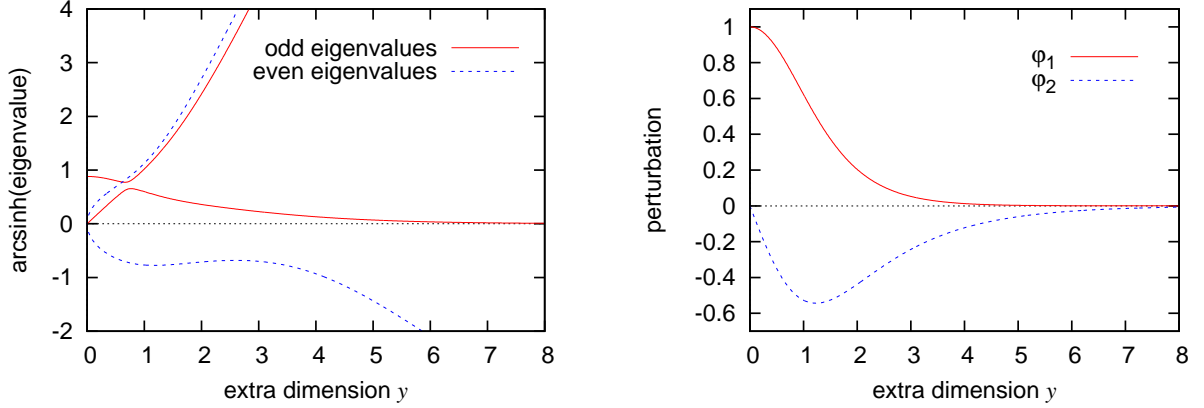 arcsinh(eigenvalue)
4
3
2
1
0
-1
-2
odd eigenvalues
even eigenvalues
0 1 2 3 4 5 6 7 8
extra dimension y
perturbation
1
0.8
0.6
0.4
0.2
0
-0.2
-0.4
-0.6
φ1
φ2
0 1 2 3 4 5 6 7 8
extra dimension y